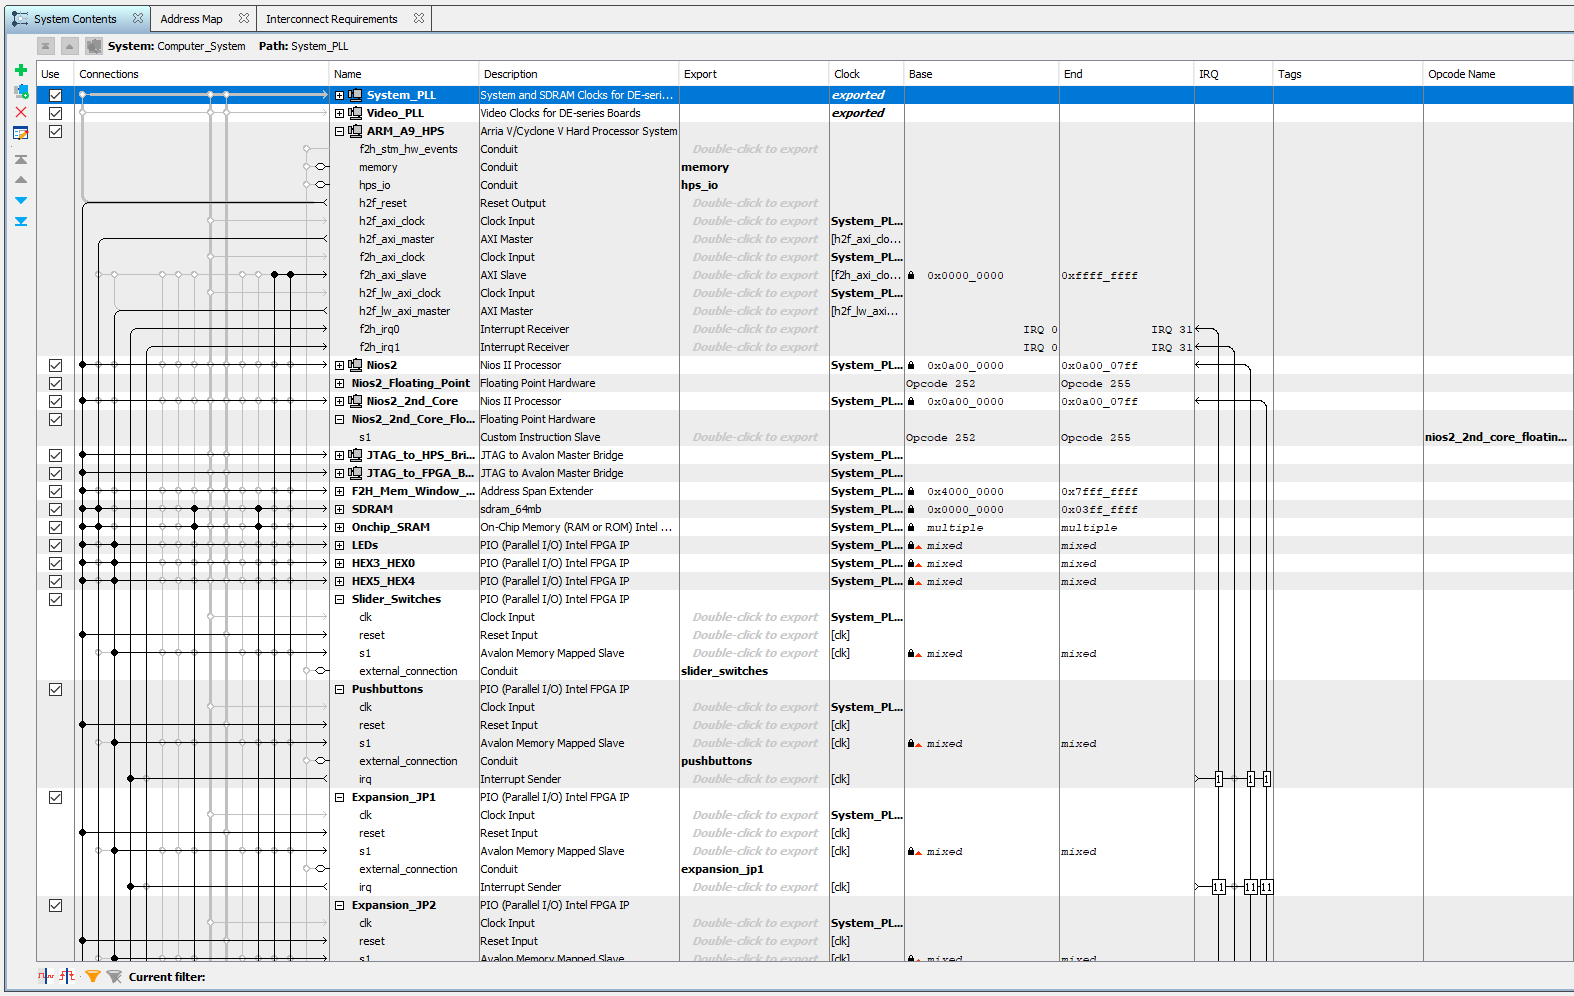 System Contents Address Map Interconnect Requirements
System: Computer_System Path: System_PLL
Use Connections Name Description Export Clock Base End IRQ Tags Opcode Name
System_PLL System and SDRAM Clocks for DE-seri... exported
Video_PLL Video Clocks for DE-series Boards exported
ARM_A9_HPS Arria V/Cyclone V Hard Processor System
f2h_stm_hw_events Conduit Double-click to export
memory Conduit memory
hps_io Conduit hps_io
h2f_reset Reset Output Double-click to export
h2f_axi_clock Clock Input Double-click to export System_PL...
h2f_axi_master AXI Master Double-click to export [h2f_axi_clo...
f2h_axi_clock Clock Input Double-click to export System_PL...
f2h_axi_slave AXI Slave Double-click to export [f2h_axi_clo... 0x0000_0000 0xffff_ffff
h2f_lw_axi_clock Clock Input Double-click to export System_PL...
h2f_lw_axi_master AXI Master Double-click to export [h2f_lw_axi...
f2h_irq0 Interrupt Receiver Double-click to export IRQ 0 IRQ 31
f2h_irq1 Interrupt Receiver Double-click to export IRQ 0 IRQ 31
Nios2 Nios II Processor System_PL... 0x0a00_0000 0x0a00_07ff
Nios2_Floating_Point Floating Point Hardware Opcode 252 Opcode 255
Nios2_2nd_Core Nios II Processor System_PL... 0x0a00_0000 0x0a00_07ff
Nios2_2nd_Core_Flo... Floating Point Hardware
s1 Custom Instruction Slave Double-click to export Opcode 252 Opcode 255 nios2_2nd_core_floatin...
JTAG_to_HPS_Bri... JTAG to Avalon Master Bridge System_PL...
JTAG_to_FPGA_B... JTAG to Avalon Master Bridge System_PL...
F2H_Mem_Window_... Address Span Extender System_PL... 0x4000_0000 0x7fff_ffff
SDRAM sdram_64mb System_PL... 0x0000_0000 0x03ff_ffff
Onchip_SRAM On-Chip Memory (RAM or ROM) Intel ... System_PL... multiple multiple
LEDs PIO (Parallel I/O) Intel FPGA IP System_PL... mixed mixed
HEX3_HEX0 PIO (Parallel I/O) Intel FPGA IP System_PL... mixed mixed
HEX5_HEX4 PIO (Parallel I/O) Intel FPGA IP System_PL... mixed mixed
Slider_Switches PIO (Parallel I/O) Intel FPGA IP
clk Clock Input Double-click to export System_PL...
reset Reset Input Double-click to export [clk]
s1 Avalon Memory Mapped Slave Double-click to export [clk] mixed mixed
external_connection Conduit slider_switches
Pushbuttons PIO (Parallel I/O) Intel FPGA IP
clk Clock Input Double-click to export System_PL...
reset Reset Input Double-click to export [clk]
s1 Avalon Memory Mapped Slave Double-click to export [clk] mixed mixed
external_connection Conduit pushbuttons
irq Interrupt Sender Double-click to export [clk] 1 1 1
Expansion_JP1 PIO (Parallel I/O) Intel FPGA IP
clk Clock Input Double-click to export System_PL...
reset Reset Input Double-click to export [clk]
s1 Avalon Memory Mapped Slave Double-click to export [clk] mixed mixed
external_connection Conduit expansion_jp1
irq Interrupt Sender Double-click to export [clk] 11 11 11
Expansion_JP2 PIO (Parallel I/O) Intel FPGA IP
clk Clock Input Double-click to export System_PL...
reset Reset Input Double-click to export [clk]
s1 Avalon Memory Mapped Slave Double-click to export [clk] mixed mixed
Current filter: